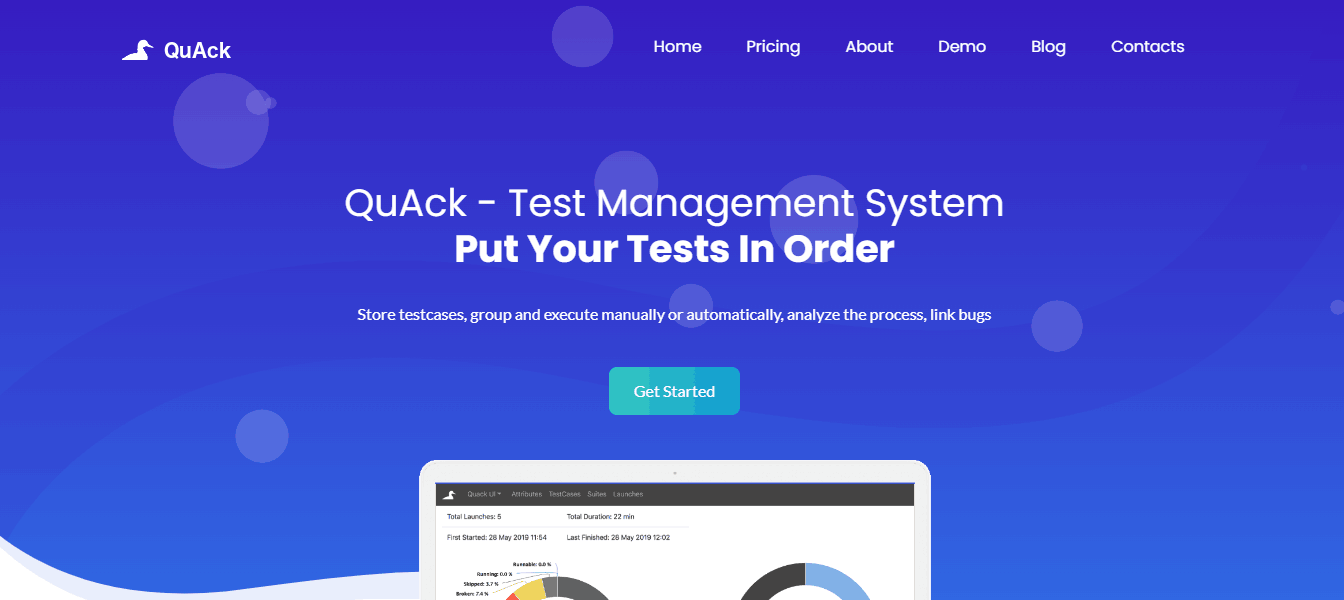 QuAck
Home Pricing About Demo Blog Contacts
QuAck - Test Management System
Put Your Tests In Order
Store testcases, group and execute manually or automatically, analyze the process, link bugs
Get Started
Quack UI Attributes TestCases Suites Launches
Total Launches: 5 Total Duration: 22 min
First Started: 28 May 2019 11:54 Last Finished: 28 May 2019 12:02
Runnable: 0.0 %
Running: 0.0 %
Skipped: 3.7 %
Broken: 7.4 %